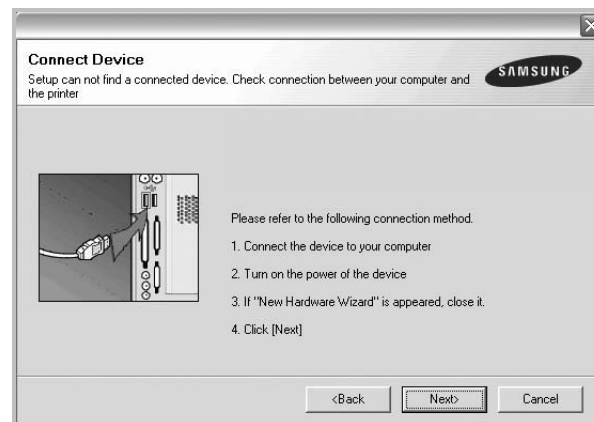 Connect Device
Setup can not find a connected device. Check connection between your computer and
the printer
SAMSUNG
Please refer to the following connection method.
1. Connect the device to your computer
2. Turn on the power of the device
3. If "New Hardware Wizard" is appeared, close it.
4. Click [Next]
<Back
Next>
Cancel